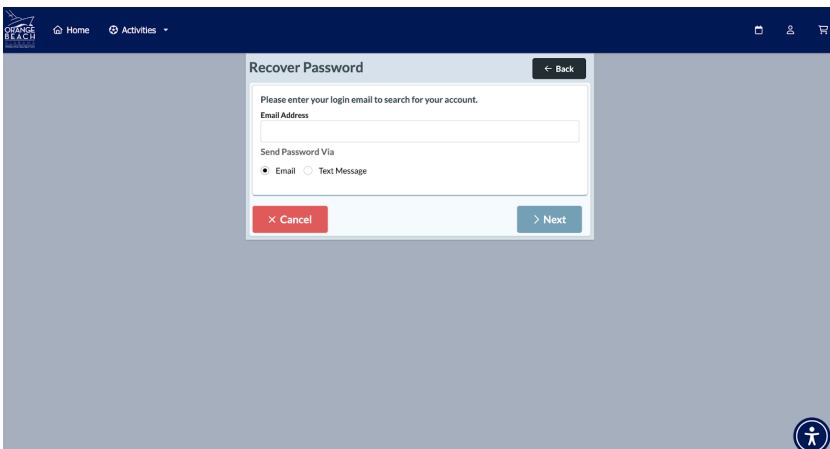 ORANGE
BEACH
Home
Activities
Recover Password
← Back
Please enter your login email to search for your account.
Email Address
Send Password Via
Email
Text Message
× Cancel
> Next